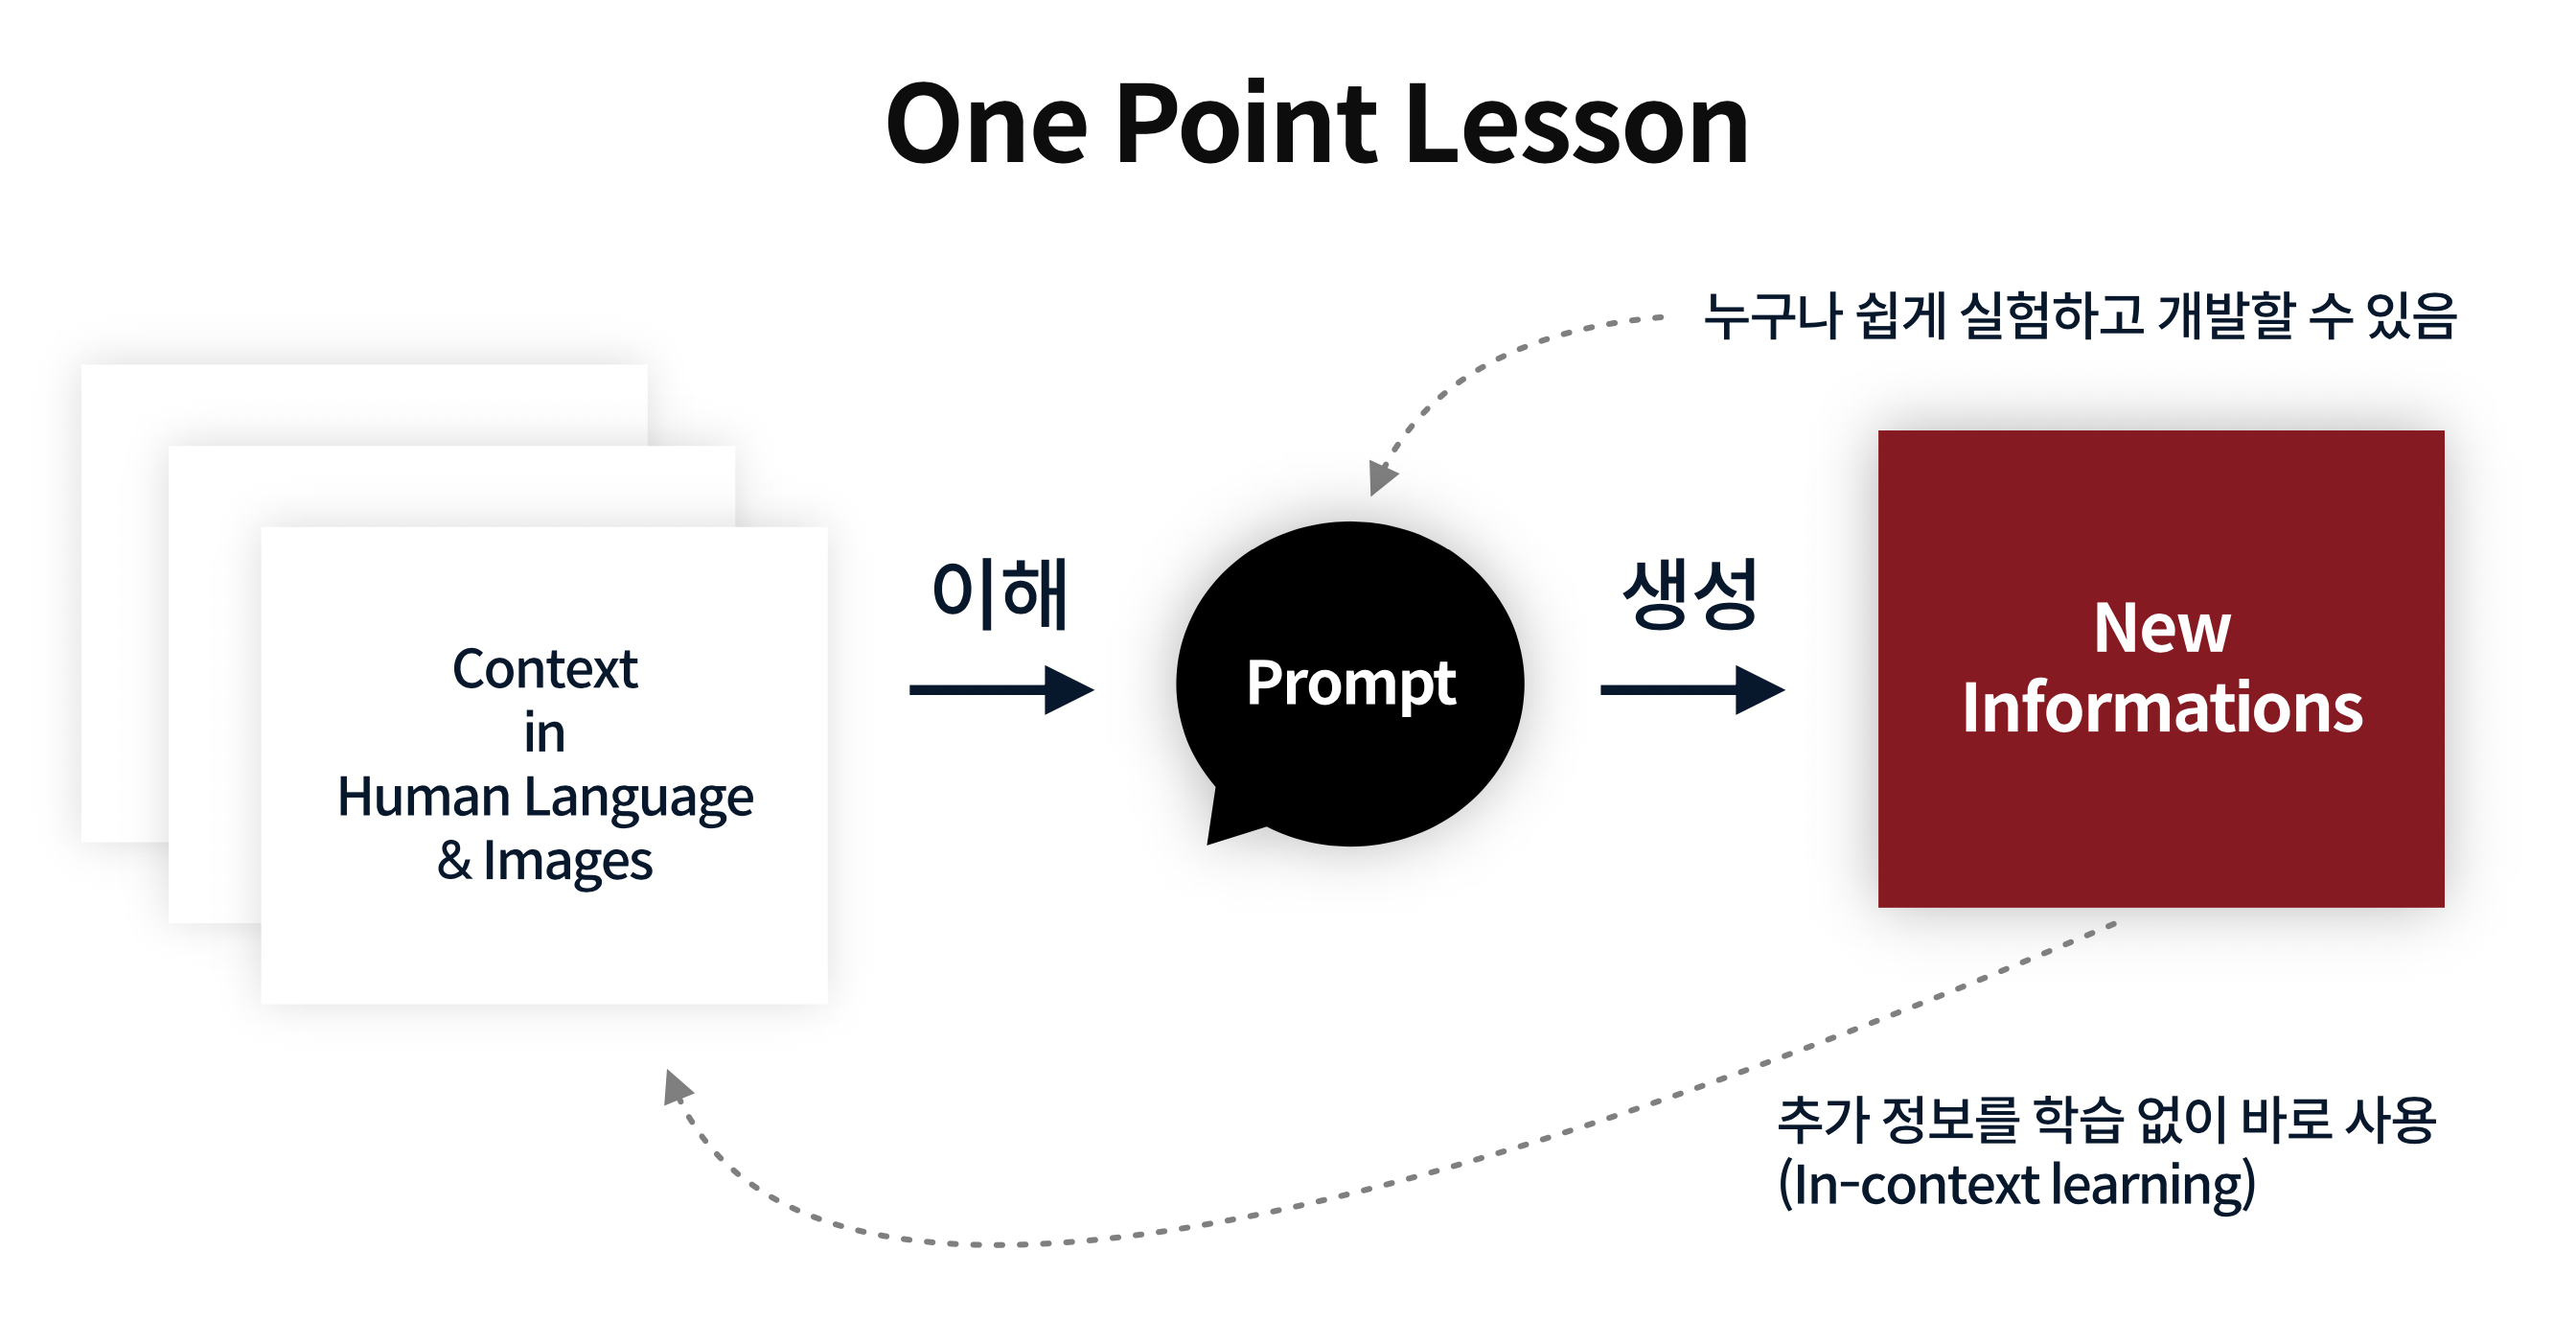 One Point Lesson
누구나 쉽게 실험하고 개발할 수 있음
Context
in
Human Language
& Images
이해
Prompt
생성
New
Informations
추가 정보를 학습 없이 바로 사용
(In-context learning)